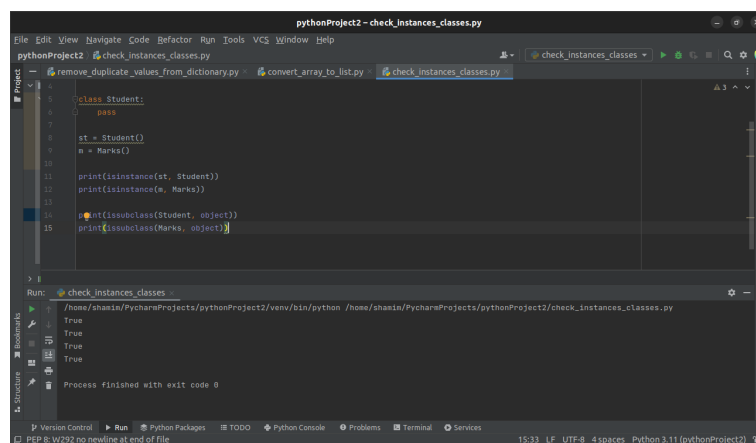 pythonProject2 – check_instances_classes.py
File Edit View Navigate Code Refactor Run Tools VCS Window Help
pythonProject2 check_instances_classes.py
check_instances_classes
Project
remove_duplicate_values_from_dictionary.py
convert_array_to_list.py
check_instances_classes.py
4
3
5 class Student:
6 pass
7
8 st = Student()
9 m = Marks()
10
11 print(isinstance(st, Student))
12 print(isinstance(m, Marks))
13
14 print(issubclass(Student, object))
15 print(issubclass(Marks, object))
Run: check_instances_classes
/home/shamim/PycharmProjects/pythonProject2/venv/bin/python /home/shamim/PycharmProjects/pythonProject2/check_instances_classes.py
True
True
True
True
Process finished with exit code 0
Bookmarks
Structure
Version Control Run Python Packages TODO Python Console Problems Terminal Services
PEP 8: W292 no newline at end of file 15:33 LF UTF-8 4 spaces Python 3.11 (pythonProject2)